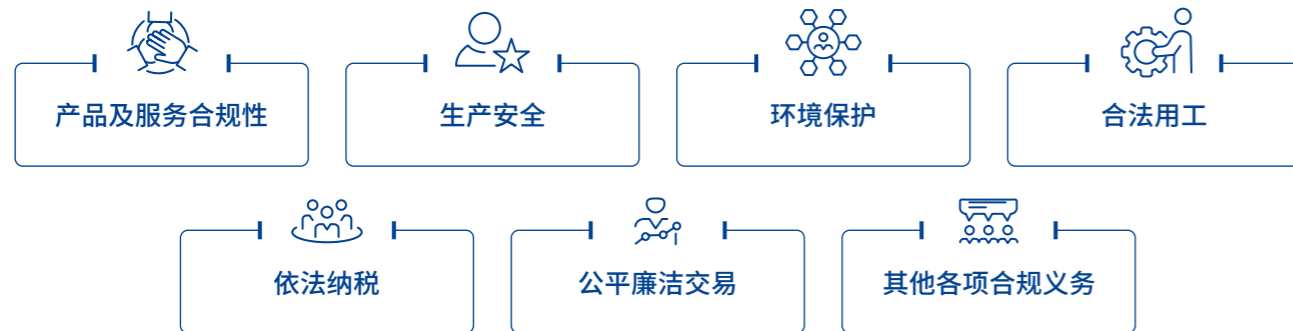 产品及服务合规性
生产安全
环境保护
合法用工
依法纳税
公平廉洁交易
其他各项合规义务